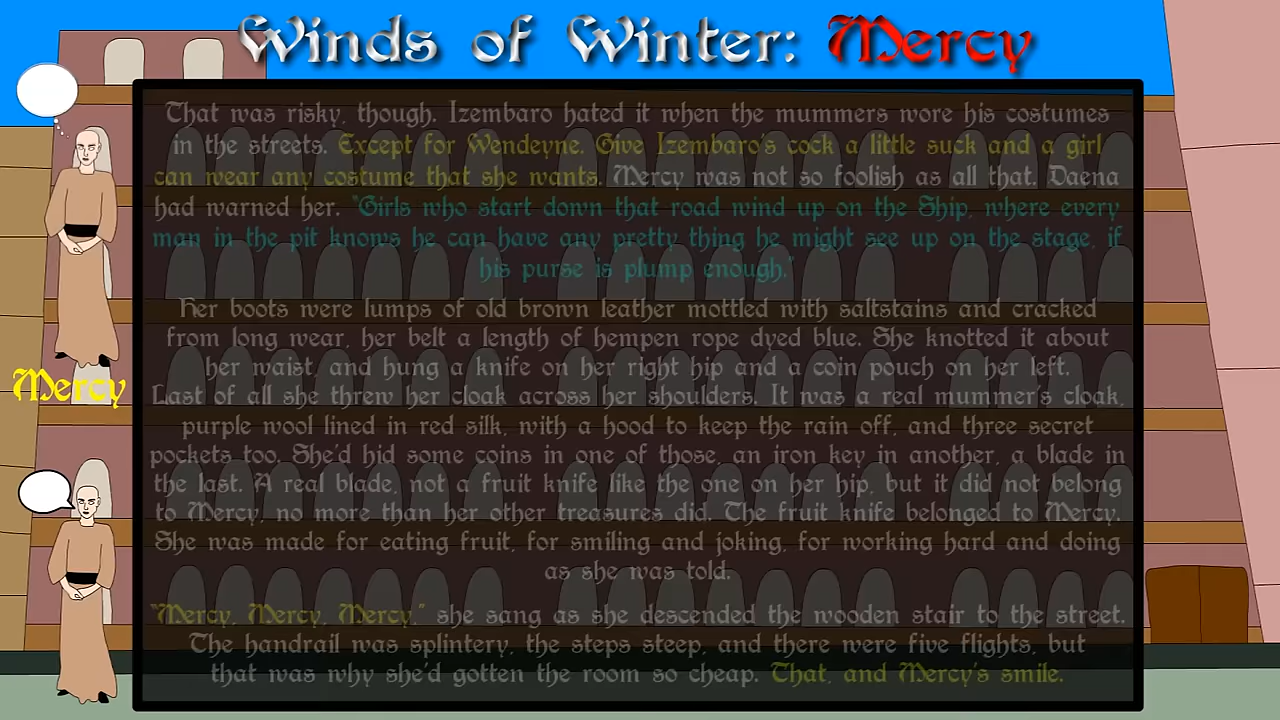 Winds of Winter: Mercy
That was risky, though. Izembaro hated it when the mummers wore his costumes
in the streets. Except for Wendeyne. Give Izembaro's cock a little suck and a girl
can wear any costume that she wants. Mercy was not so foolish as all that. Daena
had warned her. "Girls who start down that road wind up on the Ship, where every
man in the pit knows he can have any pretty thing he might see up on the stage, if
his purse is plump enough."
Her boots were lumps of old brown leather mottled with saltstains and cracked
from long wear, her belt a length of hempen rope dyed blue. She knotted it about
her waist, and hung a knife on her right hip and a coin pouch on her left.
Last of all she threw her cloak across her shoulders. It was a real mummer's cloak,
purple wool lined in red silk, with a hood to keep the rain off, and three secret
pockets too. She'd hid some coins in one of those, an iron key in another, a blade in
the last. A real blade, not a fruit knife like the one on her hip, but it did not belong
to Mercy, no more than her other treasures did. The fruit knife belonged to Mercy.
She was made for eating fruit, for smiling and joking, for working hard and doing
as she was told.
"Mercy, Mercy, Mercy," she sang as she descended the wooden stair to the street.
The handrail was splintery, the steps steep, and there were five flights, but
that was why she'd gotten the room so cheap. That, and Mercy's smile.
Mercy